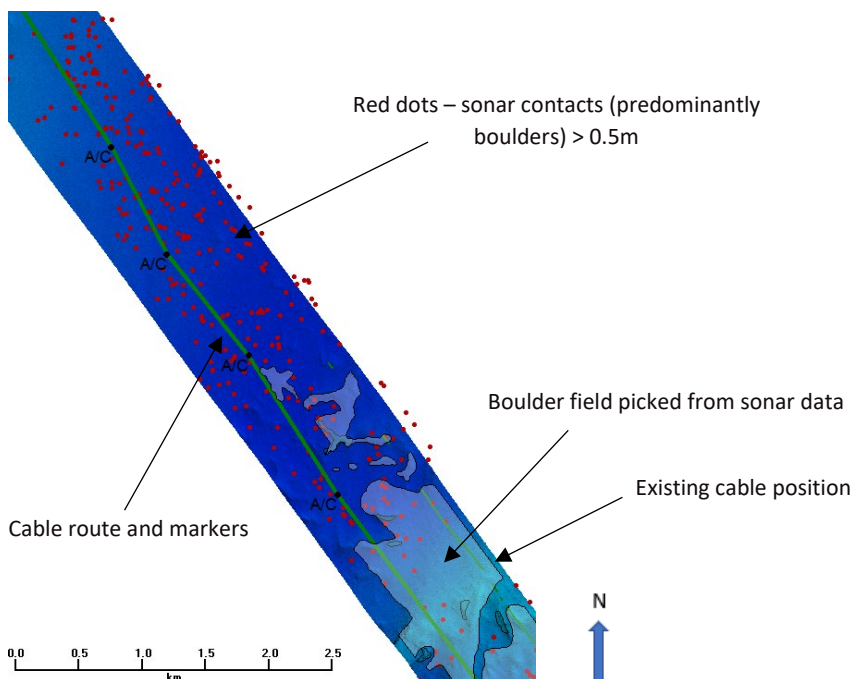 Red dots – sonar contacts (predominantly
boulders) > 0.5m
A/C
A/C
A/C
Boulder field picked from sonar data
Existing cable position
A/C
Cable route and markers
N
0.0 0.5 1.0 1.5 2.0 2.5
km